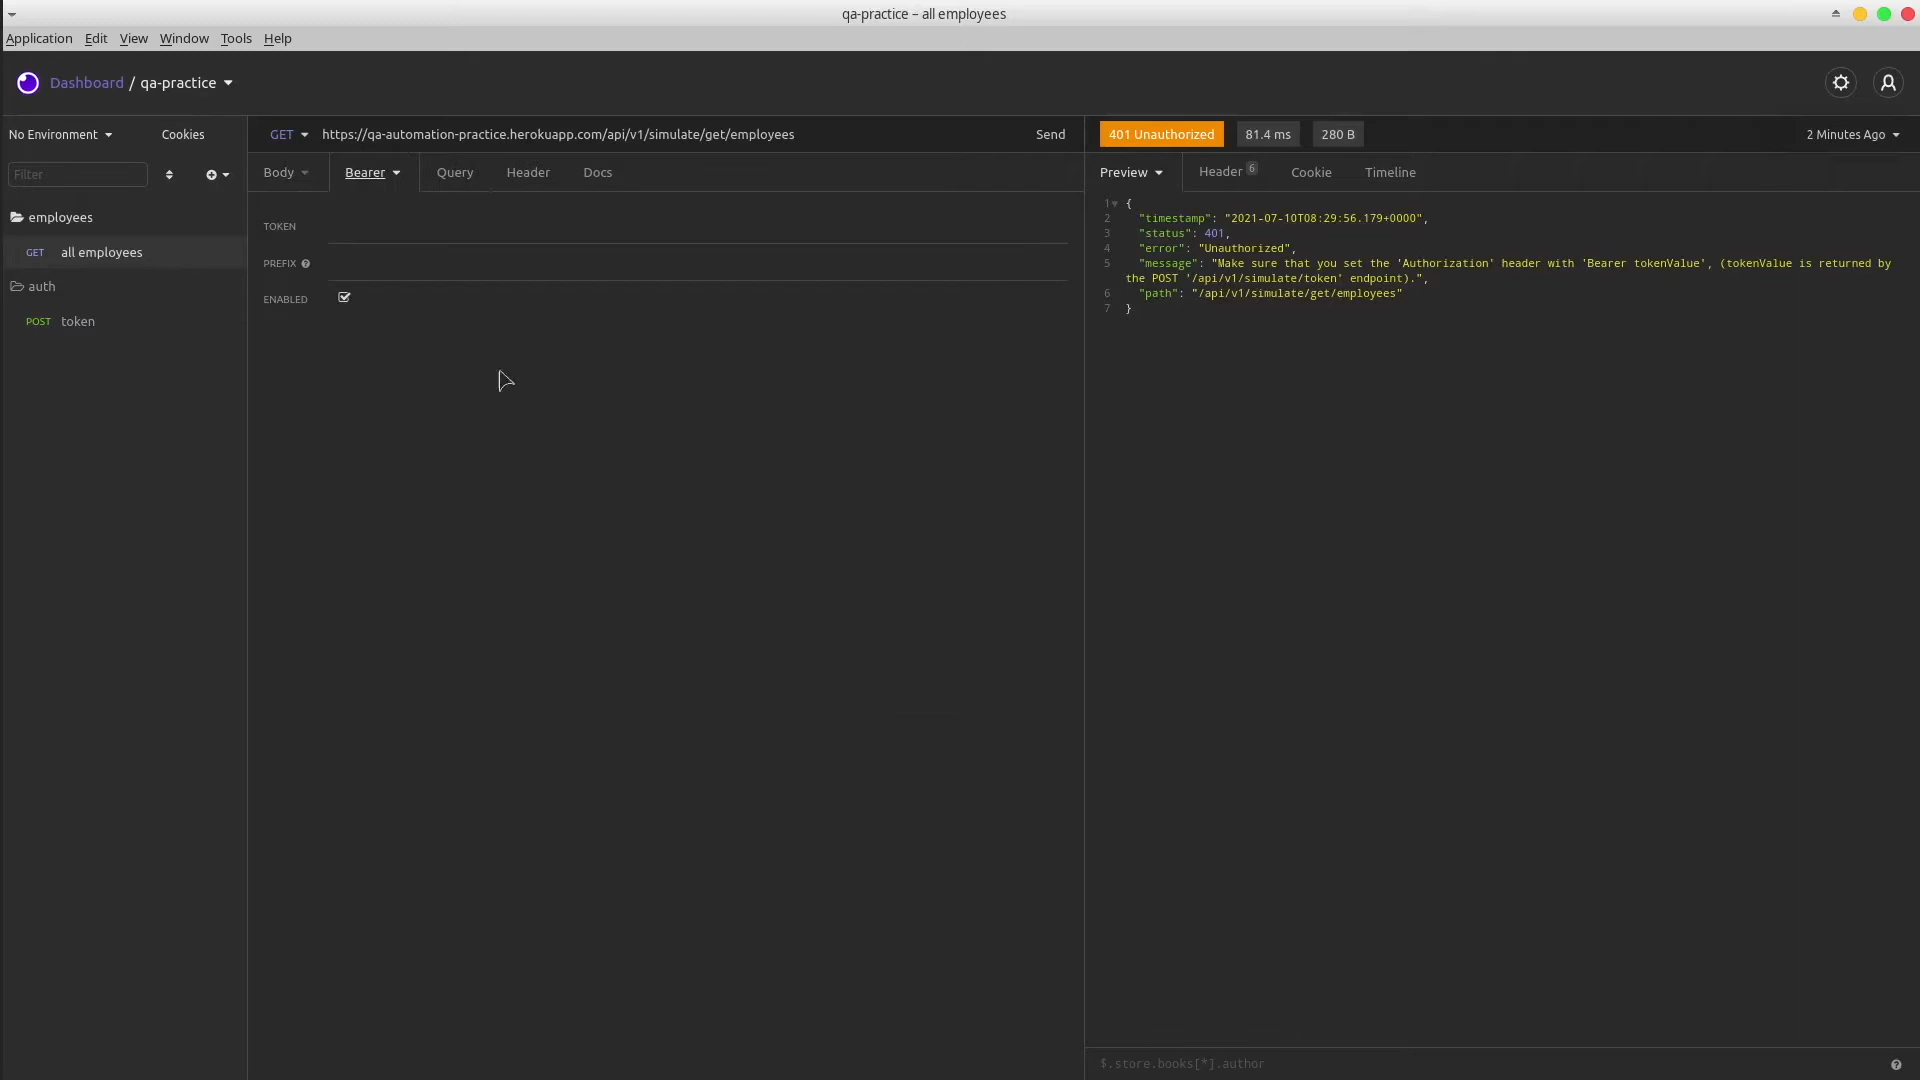 qa-practice – all employees
Application Edit View Window Tools Help
Dashboard / qa-practice
No Environment Cookies
Filter
employees
GET all employees
auth
POST token
GET https://qa-automation-practice.herokuapp.com/api/v1/simulate/get/employees Send
Body Bearer Query Header Docs
TOKEN
PREFIX
ENABLED
401 Unauthorized 81.4 ms 280 B 2 Minutes Ago
Preview Header 6 Cookie Timeline
1 {
2 "timestamp": "2021-07-10T08:29:56.179+0000",
3 "status": 401,
4 "error": "Unauthorized",
5 "message": "Make sure that you set the 'Authorization' header with 'Bearer tokenValue', (tokenValue is returned by
the POST '/api/v1/simulate/token' endpoint).",
6 "path": "/api/v1/simulate/get/employees"
7 }
$.store.books[*].author